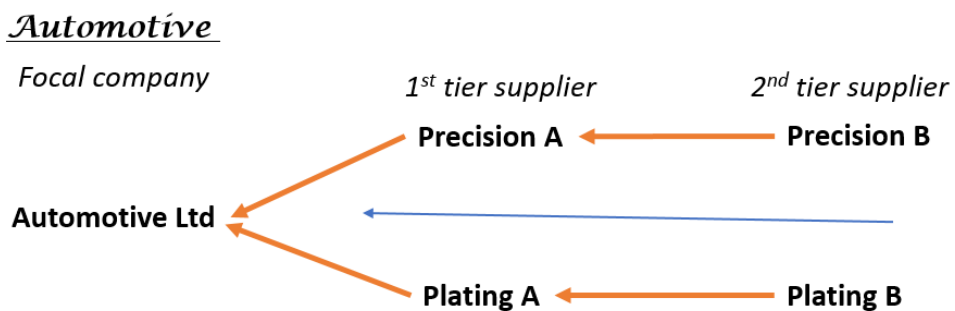 Automotive
Focal company
1st tier supplier
2nd tier supplier
Precision A
Precision B
Automotive Ltd
Plating A
Plating B